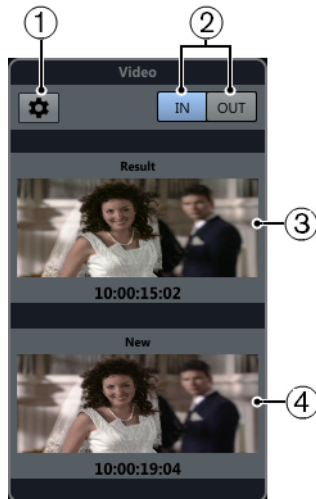 ① ②
Video
IN OUT
Result
③
10:00:15:02
New
④
10:00:19:04